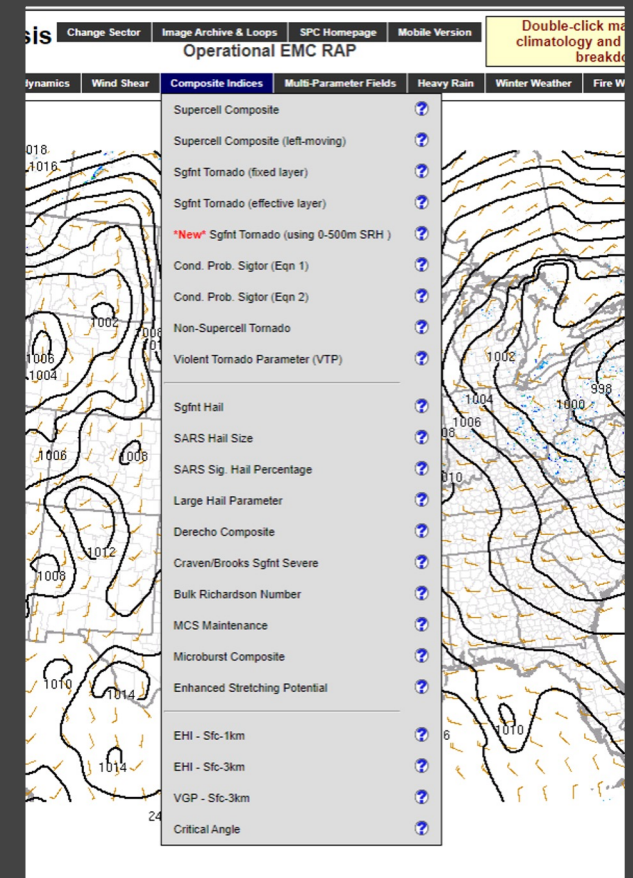 sis
Change Sector
Image Archive & Loops
SPC Homepage
Mobile Version
Double-click ma
climatology and
breakdo
Operational EMC RAP
dynamics
Wind Shear
Composite Indices
Multi-Parameter Fields
Heavy Rain
Winter Weather
Fire W
Supercell Composite
Supercell Composite (left-moving)
Sgfnt Tornado (fixed layer)
Sgfnt Tornado (effective layer)
*New* Sgfnt Tornado (using 0-500m SRH )
Cond. Prob. Sigtor (Eqn 1)
Cond. Prob. Sigtor (Eqn 2)
Non-Supercell Tornado
Violent Tornado Parameter (VTP)
Sgfnt Hail
SARS Hail Size
SARS Sig. Hail Percentage
Large Hail Parameter
Derecho Composite
Craven/Brooks Sgfnt Severe
Bulk Richardson Number
MCS Maintenance
Microburst Composite
Enhanced Stretching Potential
EHI - Sfc-1km
EHI - Sfc-3km
VGP - Sfc-3km
Critical Angle
018
1016
1002
1006
1004
1006
1008
1012
1008
1010
1014
1014
24
1002
1004
1006
998
1000
010
6
1010